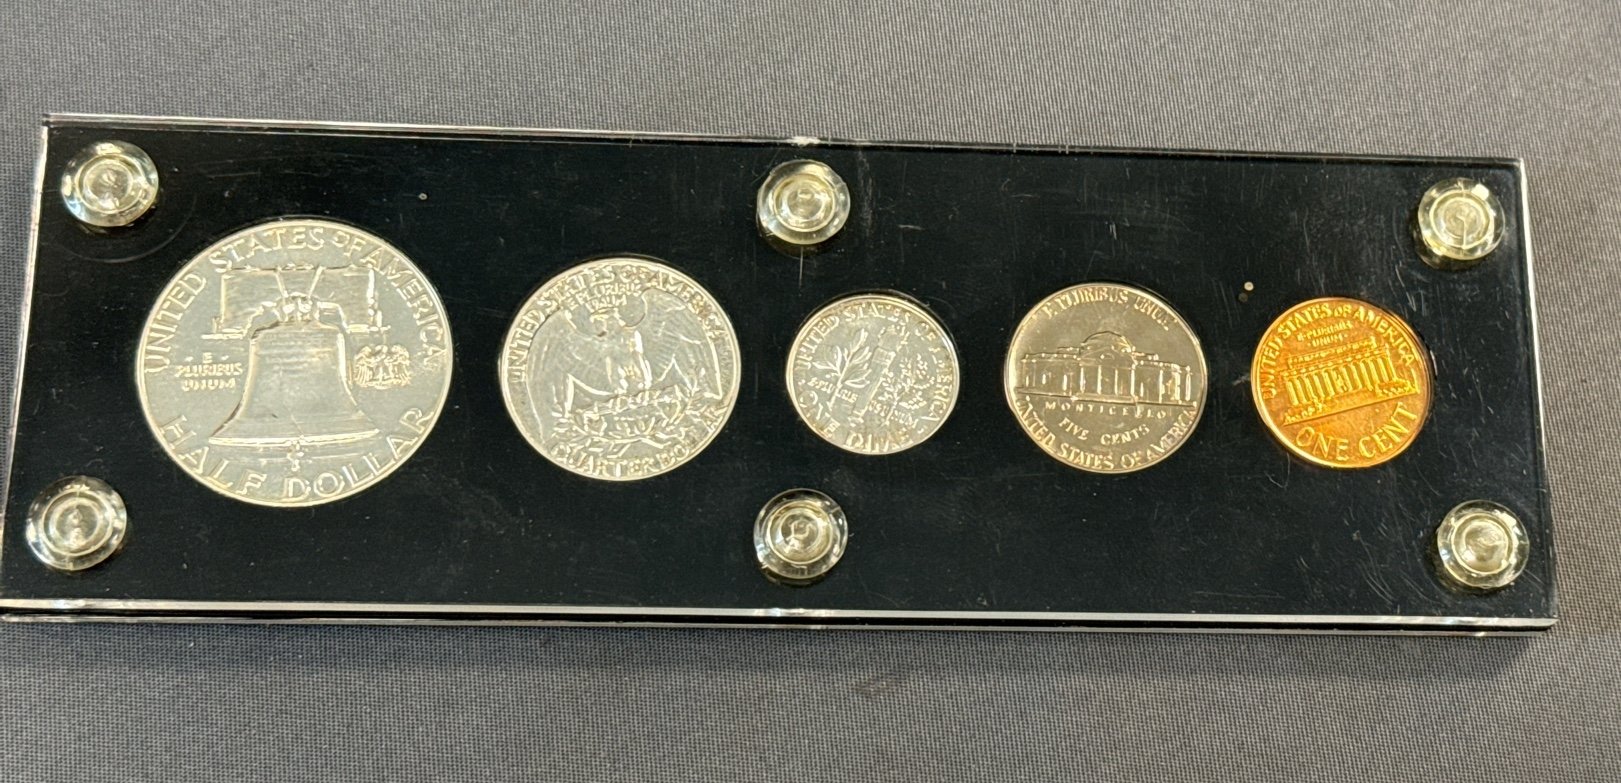 UNITED STATES OF AMERICA
E
PLURIBUS
UNUM
HALF DOLLAR
UNITED STATES OF AMERICA
E PLURIBUS
UNUM
QUARTER DOLLAR
UNITED STATES OF AMERICA
ONE DIME
E PLURIBUS UNUM
MONTICELLO
FIVE CENTS
UNITED STATES OF AMERICA
UNITED STATES OF AMERICA
E·PLURIBUS
UNUM
ONE CENT